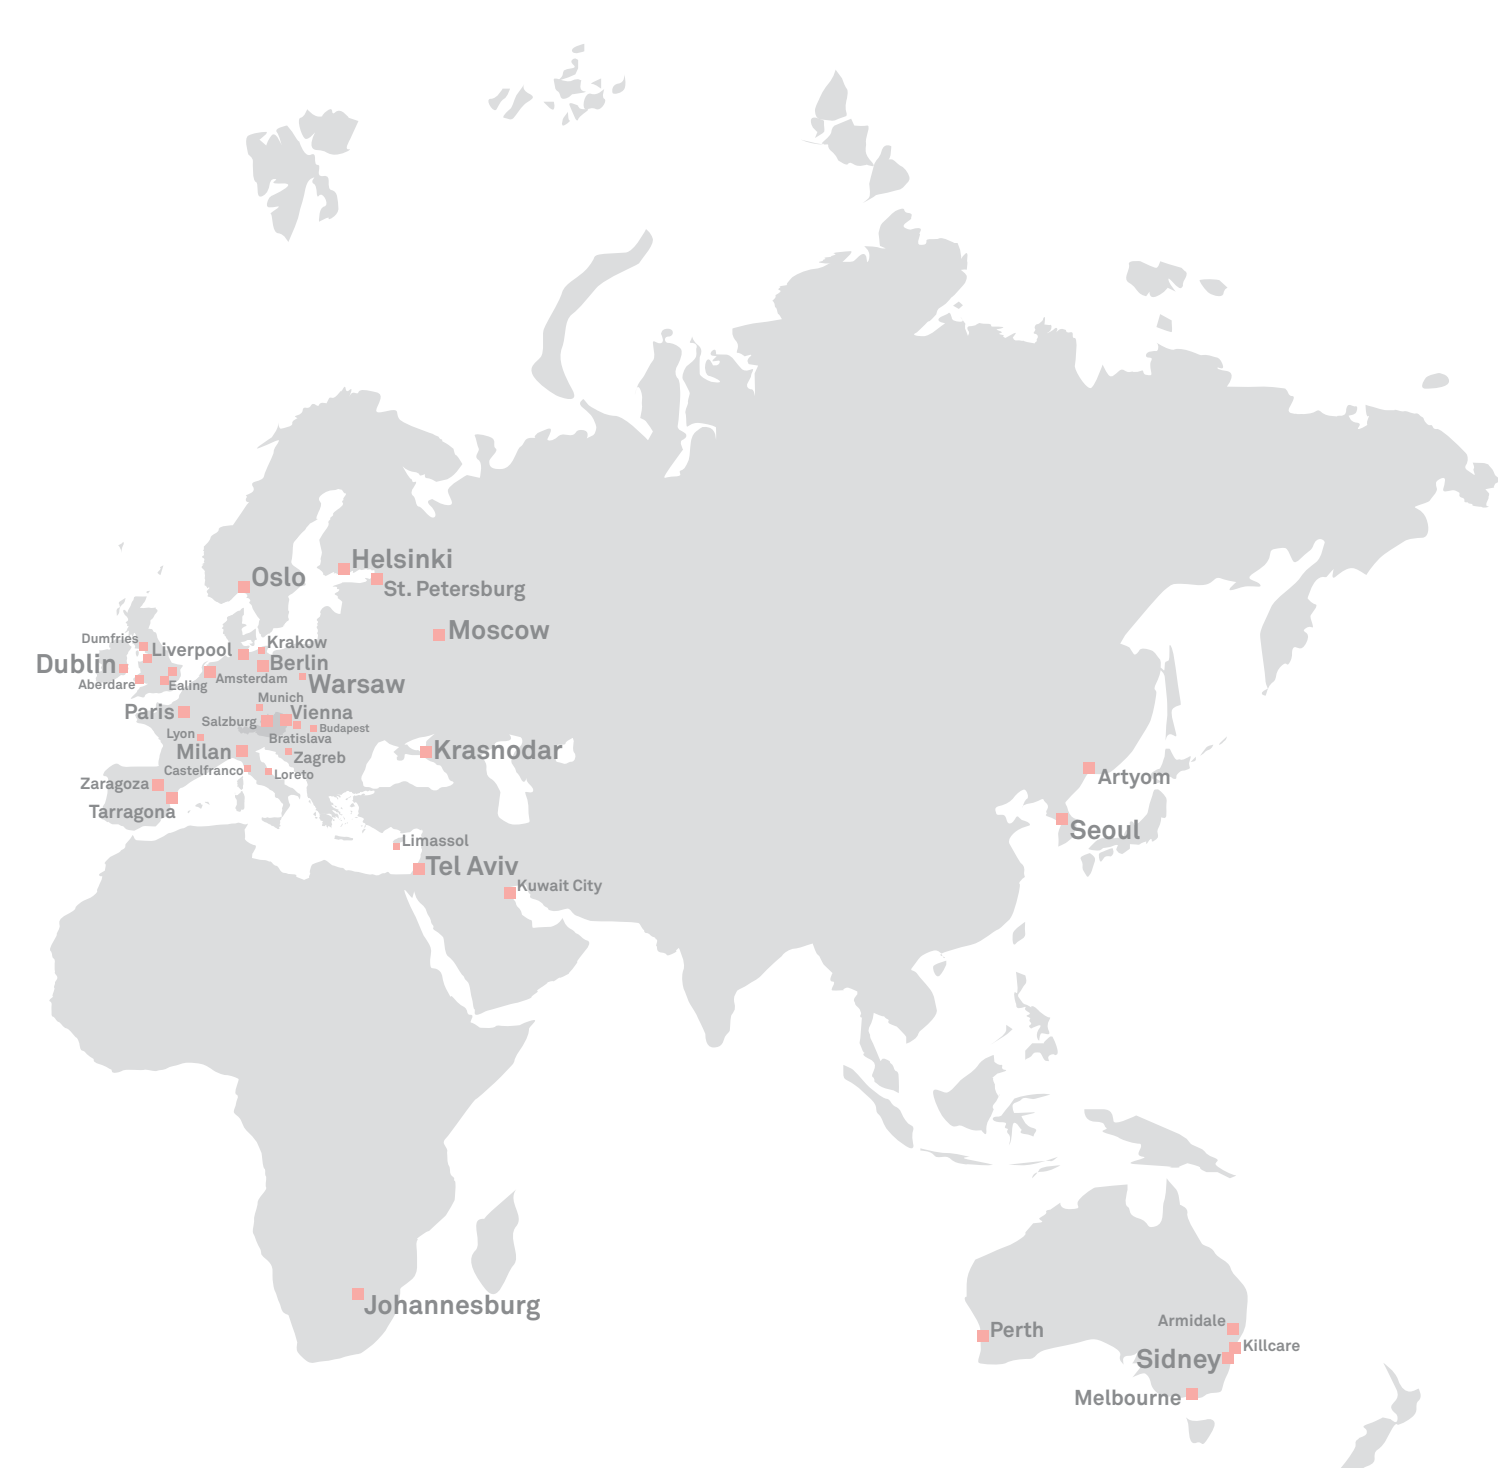 Helsinki
Oslo
St. Petersburg
Moscow
Dumfries
Liverpool
Krakow
Dublin
Berlin
Aberdare
Ealing
Amsterdam
Warsaw
Munich
Paris
Salzburg
Vienna
Budapest
Lyon
Bratislava
Milan
Zagreb
Krasnodar
Castelfranco
Loreto
Zaragoza
Tarragona
Artyom
Seoul
Limassol
Tel Aviv
Kuwait City
Johannesburg
Perth
Armidale
Killcare
Sidney
Melbourne